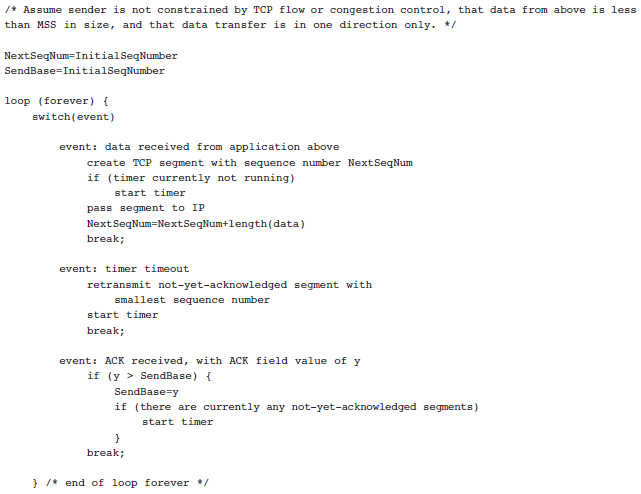 /* Assume sender is not constrained by TCP flow or congestion control, that data from above is less
than MSS in size, and that data transfer is in one direction only. */
NextSeqNum=InitialSeqNumber
SendBase=InitialSeqNumber
loop (forever) {
switch(event)
event: data received from application above
create TCP segment with sequence number NextSeqNum
if (timer currently not running)
start timer
pass segment to IP
NextSeqNum=NextSeqNum+length(data)
break;
event: timer timeout
retransmit not-yet-acknowledged segment with
smallest sequence number
start timer
break;
event: ACK received, with ACK field value of y
if (y > SendBase) {
SendBase=y
if (there are currently any not-yet-acknowledged segments)
start timer
}
break;
} /* end of loop forever */